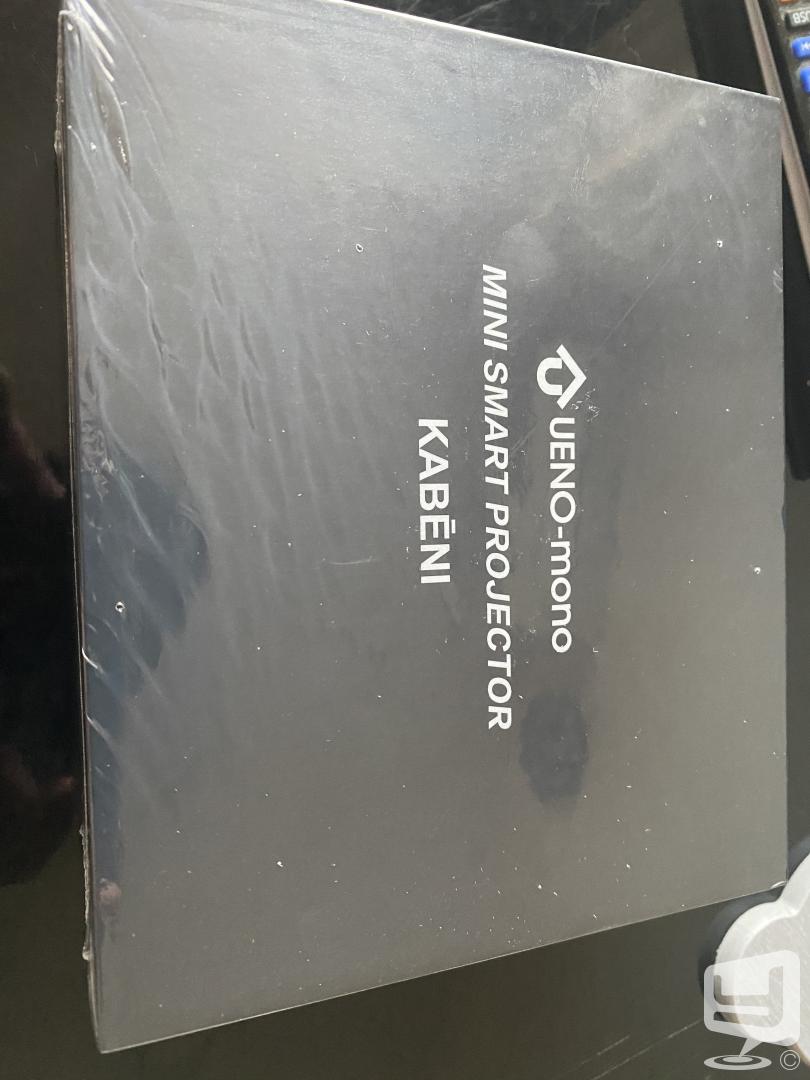 UENO-mono
MINI SMART PROJECTOR
KABĒNI